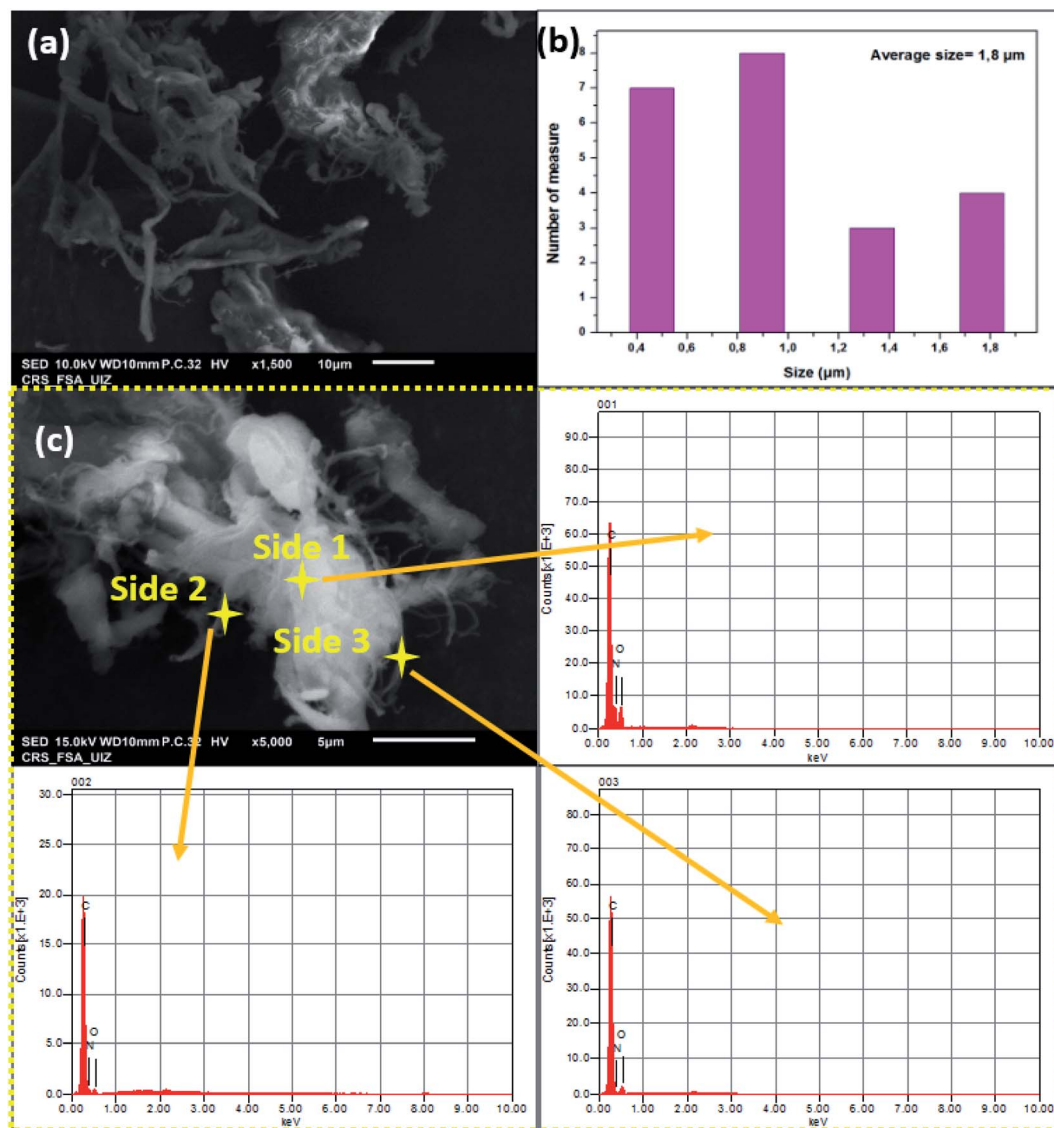 (a)
SED 10.0kV WD10mm P.C.32 HV x1,500 10µm
CRS_FSA_UIZ
(b)
Average size= 1,8 µm
Number of measure
8
7
6
5
4
3
2
1
0
0,4 0,6 0,8 1,0 1,2 1,4 1,6 1,8
Size (µm)
(c)
Side 1
Side 2
Side 3
SED 15.0kV WD10mm P.C.32 HV x5,000 5µm
CRS_FSA_UIZ
001
Counts[x1.E+3]
90.0
80.0
70.0
60.0
50.0
40.0
30.0
20.0
10.0
0.0
C
O
N
0.00 1.00 2.00 3.00 4.00 5.00 6.00 7.00 8.00 9.00 10.00
keV
002
Counts[x1.E+3]
30.0
25.0
20.0
15.0
10.0
5.0
0.0
C
O
N
0.00 1.00 2.00 3.00 4.00 5.00 6.00 7.00 8.00 9.00 10.00
keV
003
Counts[x1.E+3]
80.0
70.0
60.0
50.0
40.0
30.0
20.0
10.0
0.0
C
O
N
0.00 1.00 2.00 3.00 4.00 5.00 6.00 7.00 8.00 9.00 10.00
keV